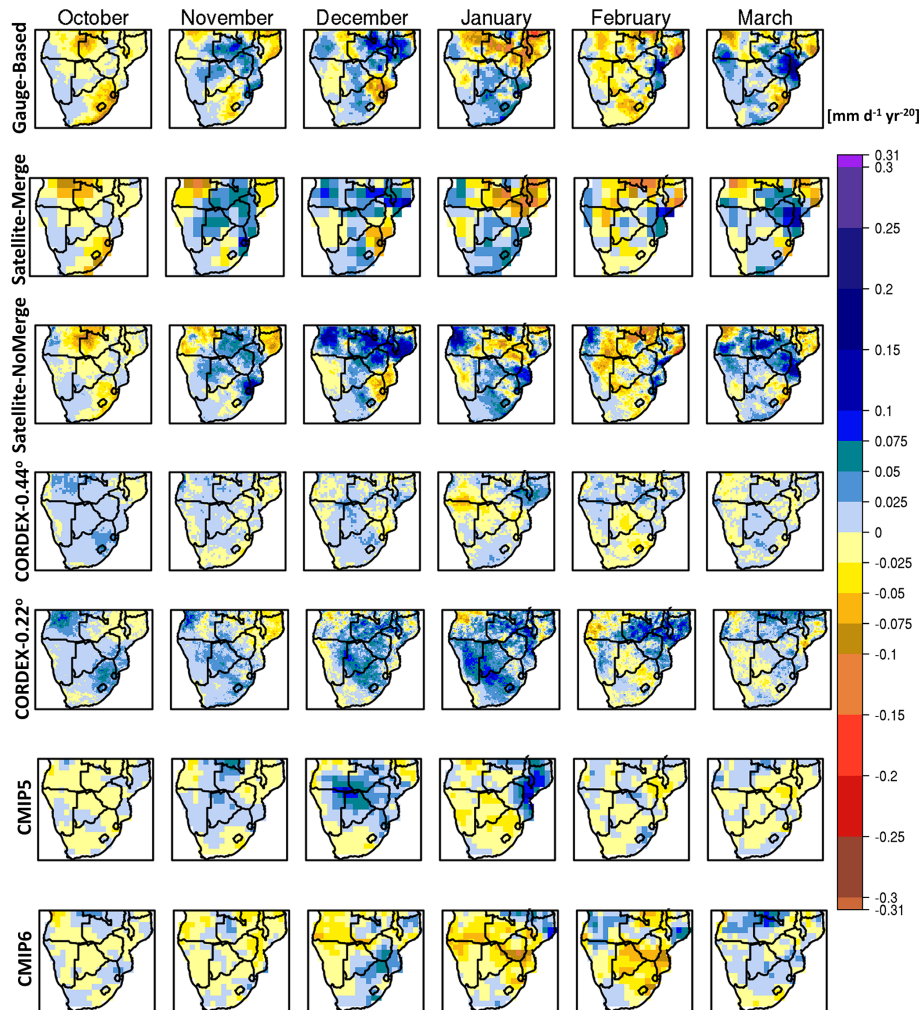 October November December January February March
Gauge-Based
[mm d-1 yr-20]
Satellite-Merge
Satellite-NoMerge
CORDEX-0.44º
CORDEX-0.22º
CMIP5
CMIP6
0.31
0.3
0.25
0.2
0.15
0.1
0.075
0.05
0.025
0
-0.025
-0.05
-0.075
-0.1
-0.15
-0.2
-0.25
-0.3
-0.31